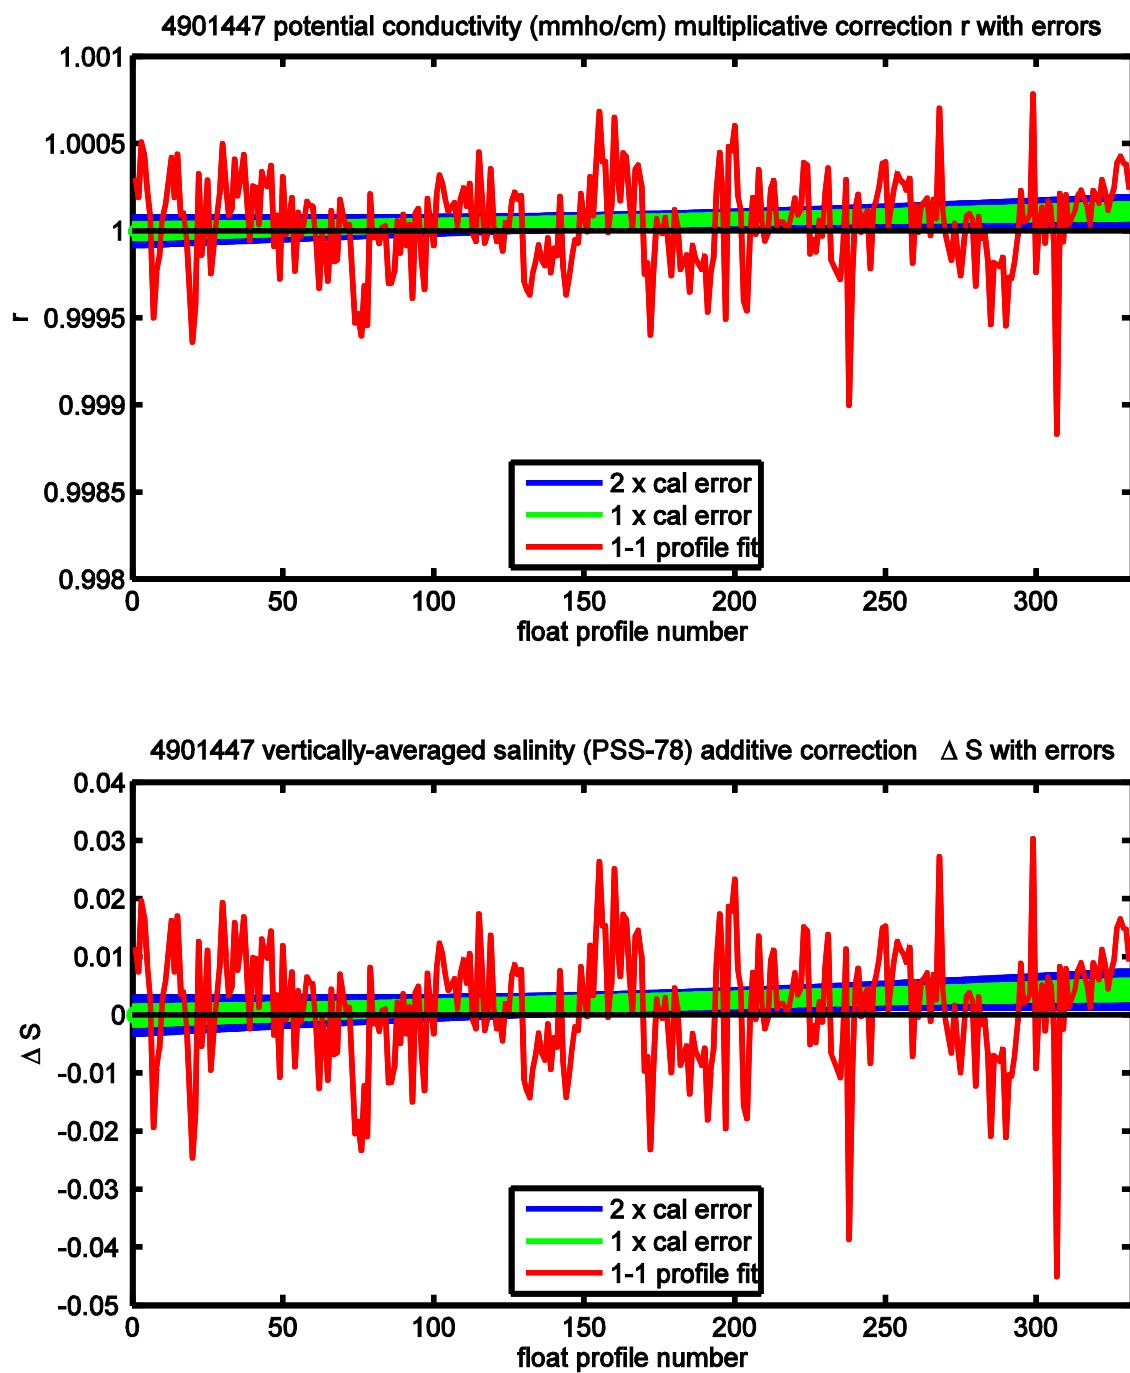 4901447 potential conductivity (mmho/cm) multiplicative correction r with errors
1.001
1.0005
1
0.9995
0.999
0.9985
0.998
r
2 x cal error
1 x cal error
1-1 profile fit
0 50 100 150 200 250 300
float profile number
4901447 vertically-averaged salinity (PSS-78) additive correction Δ S with errors
0.04
0.03
0.02
0.01
0
-0.01
-0.02
-0.03
-0.04
-0.05
Δ S
2 x cal error
1 x cal error
1-1 profile fit
0 50 100 150 200 250 300
float profile number